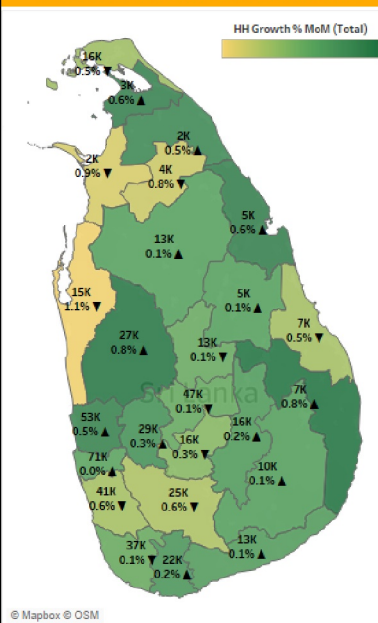 HH Growth % MoM (Total)
16K
0.5% ▼
3K
0.6% ▲
2K
0.5% ▲
2K
0.9% ▼
4K
0.8% ▼
5K
0.6% ▲
13K
0.1% ▲
15K
1.1% ▼
5K
0.1% ▲
7K
0.5% ▼
27K
0.8% ▲
13K
0.1% ▼
Sri Lanka
47K
0.1% ▼
7K
0.8% ▲
53K
0.5% ▲
29K
0.3% ▲
16K
0.3% ▼
16K
0.2% ▲
71K
0.0% ▲
10K
0.1% ▲
41K
0.6% ▼
25K
0.6% ▼
37K
0.1% ▼
22K
0.2% ▲
13K
0.1% ▲
© Mapbox © OSM